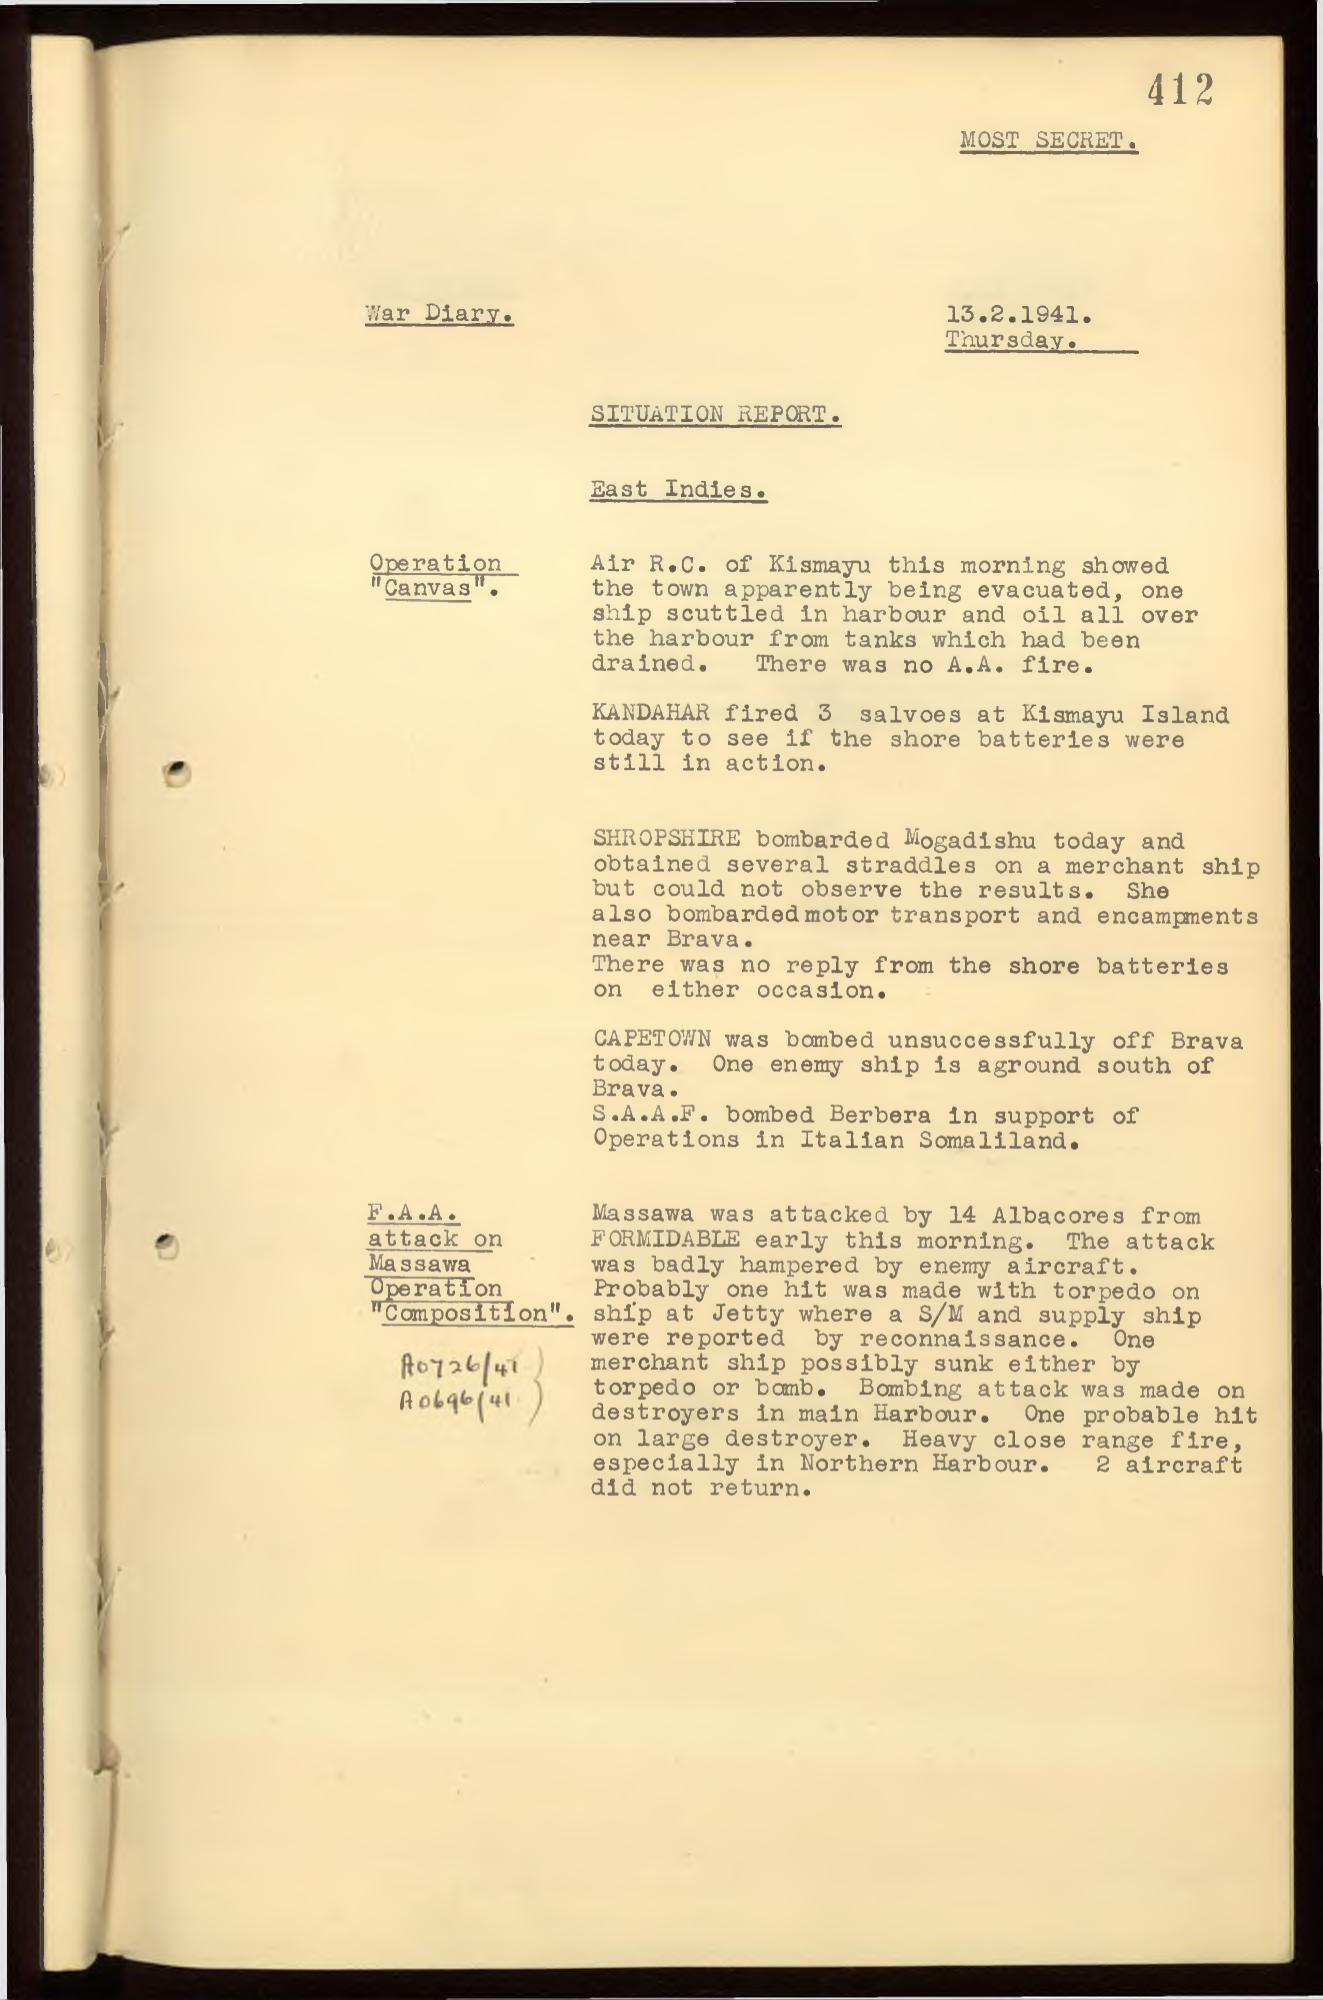 412
MOST SECRET.
War Diary.
13.2.1941.
Thursday.
SITUATION REPORT.
East Indies.
Operation
"Canvas".
Air R.C. of Kismayu this morning showed
the town apparently being evacuated, one
ship scuttled in harbour and oil all over
the harbour from tanks which had been
drained. There was no A.A. fire.
KANDAHAR fired 3 salvoes at Kismayu Island
today to see if the shore batteries were
still in action.
SHROPSHIRE bombarded Mogadishu today and
obtained several straddles on a merchant ship
but could not observe the results. She
also bombarded motor transport and encampments
near Brava.
There was no reply from the shore batteries
on either occasion.
CAPETOWN was bombed unsuccessfully off Brava
today. One enemy ship is aground south of
Brava.
S.A.A.F. bombed Berbera in support of
Operations in Italian Somaliland.
F.A.A.
attack on
Massawa
Operation
"Composition".
A0726/41 )
A0696/41 )
Massawa was attacked by 14 Albacores from
FORMIDABLE early this morning. The attack
was badly hampered by enemy aircraft.
Probably one hit was made with torpedo on
ship at Jetty where a S/M and supply ship
were reported by reconnaissance. One
merchant ship possibly sunk either by
torpedo or bomb. Bombing attack was made on
destroyers in main Harbour. One probable hit
on large destroyer. Heavy close range fire,
especially in Northern Harbour. 2 aircraft
did not return.